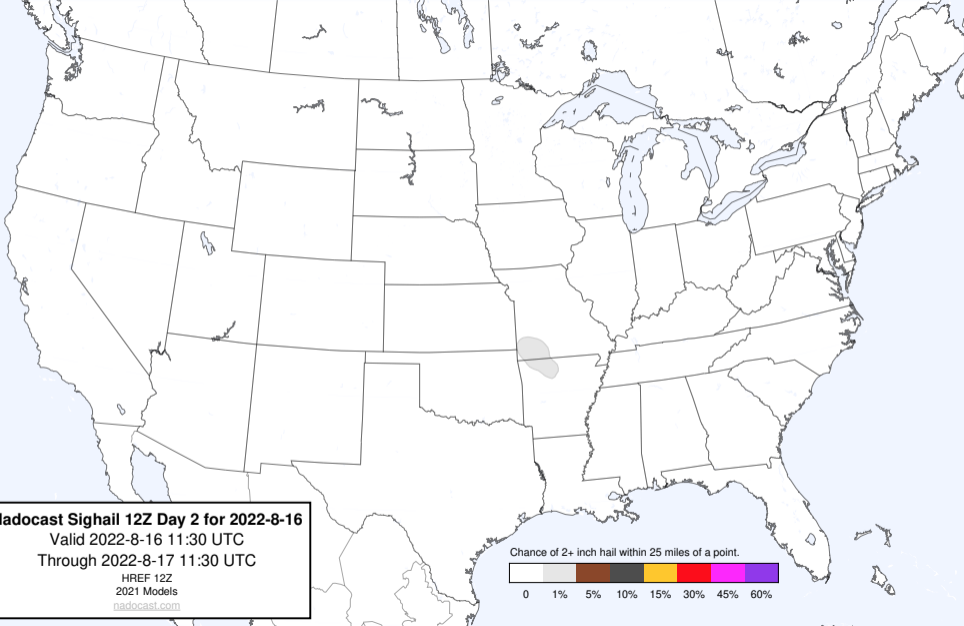 adocast Sighail 12Z Day 2 for 2022-8-16
Valid 2022-8-16 11:30 UTC
Through 2022-8-17 11:30 UTC
HREF 12Z
2021 Models
nadocast.com
Chance of 2+ inch hail within 25 miles of a point.
0 1% 5% 10% 15% 30% 45% 60%